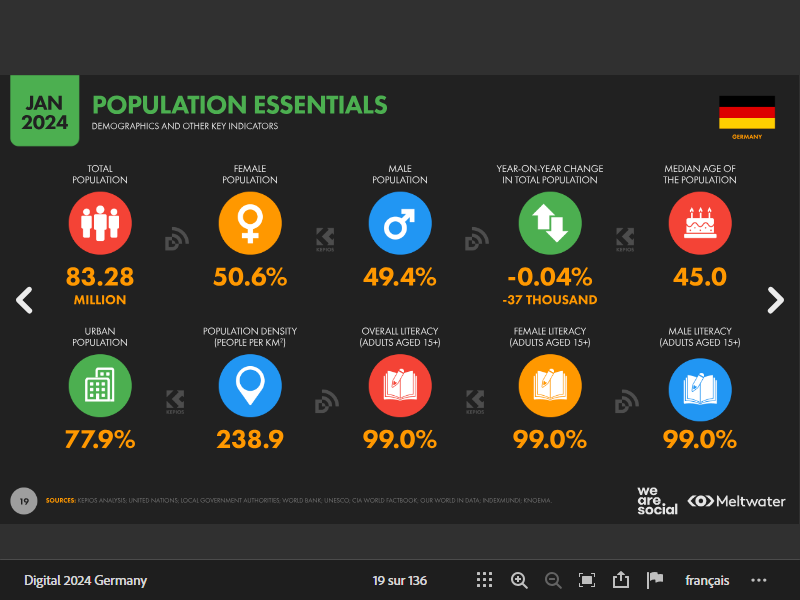 JAN
2024
POPULATION ESSENTIALS
DEMOGRAPHICS AND OTHER KEY INDICATORS
GERMANY
TOTAL
POPULATION
83.28
MILLION
FEMALE
POPULATION
50.6%
MALE
POPULATION
49.4%
YEAR-ON-YEAR CHANGE
IN TOTAL POPULATION
-0.04%
-37 THOUSAND
MEDIAN AGE OF
THE POPULATION
45.0
URBAN
POPULATION
77.9%
POPULATION DENSITY
(PEOPLE PER KM²)
238.9
OVERALL LITERACY
(ADULTS AGED 15+)
99.0%
FEMALE LITERACY
(ADULTS AGED 15+)
99.0%
MALE LITERACY
(ADULTS AGED 15+)
99.0%
KEPIOS
KEPIOS
KEPIOS
KEPIOS
19
SOURCES: KEPIOS ANALYSIS; UNITED NATIONS; LOCAL GOVERNMENT AUTHORITIES; WORLD BANK; UNESCO; CIA WORLD FACTBOOK; OUR WORLD IN DATA; INDEXMUNDI; KNOEMA.
we
are.
social
Meltwater
Digital 2024 Germany
19 sur 136
français